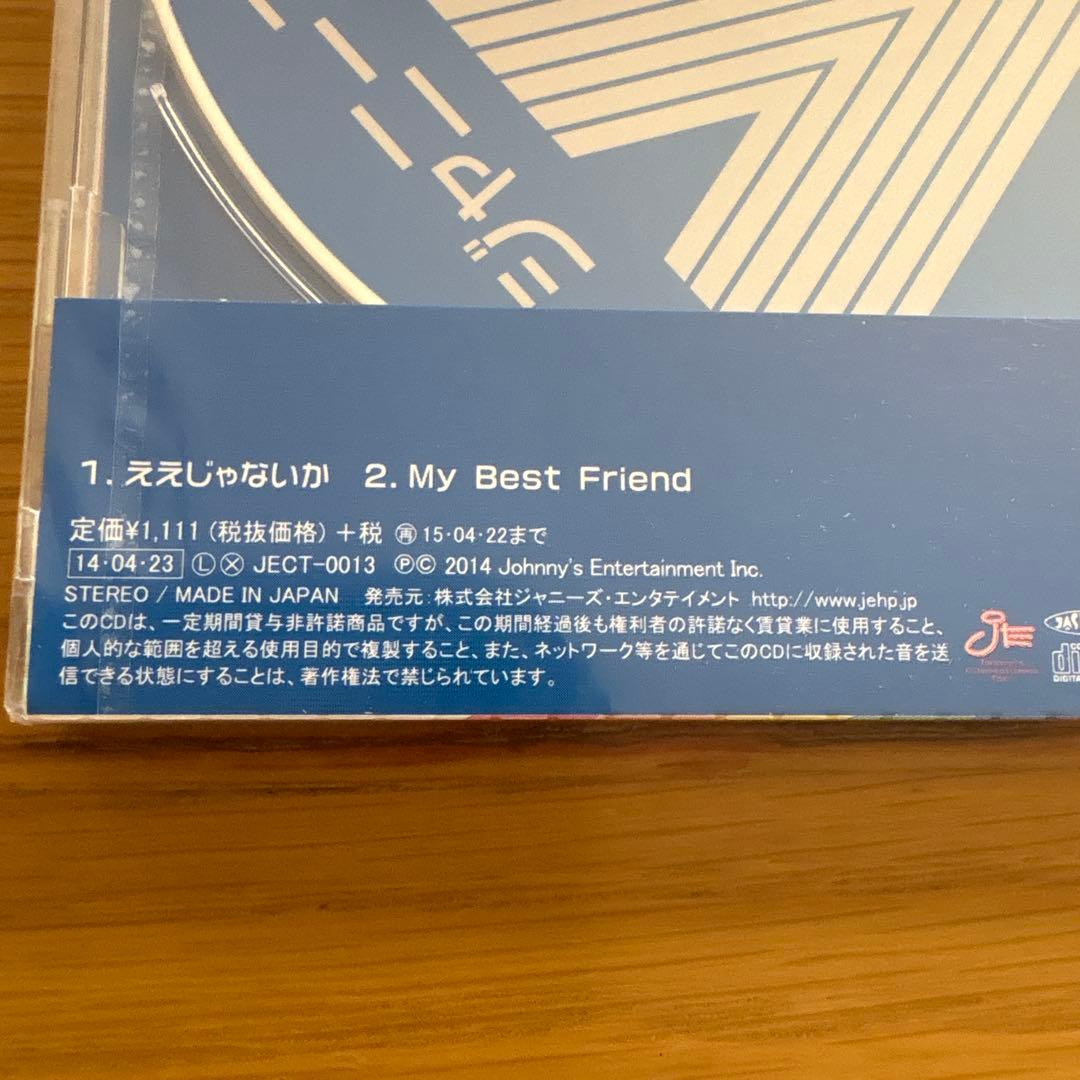 ジャニー
1. ええじゃないか 2. My Best Friend
定価¥1,111 (税抜価格) +税 再 15・04・22まで
14・04・23 Ⓛ Ⓧ JECT-0013 Ⓟ© 2014 Johnny's Entertainment Inc.
STEREO / MADE IN JAPAN 発売元:株式会社ジャニーズ・エンタテイメント http://www.jehp.jp
このCDは、一定期間貸与非許諾商品ですが、この期間経過後も権利者の許諾なく賃貸業に使用すること、
個人的な範囲を超える使用目的で複製すること、また、ネットワーク等を通じてこのCDに収録された音を送
信できる状態にすることは、著作権法で禁じられています。
JE
DIGITA